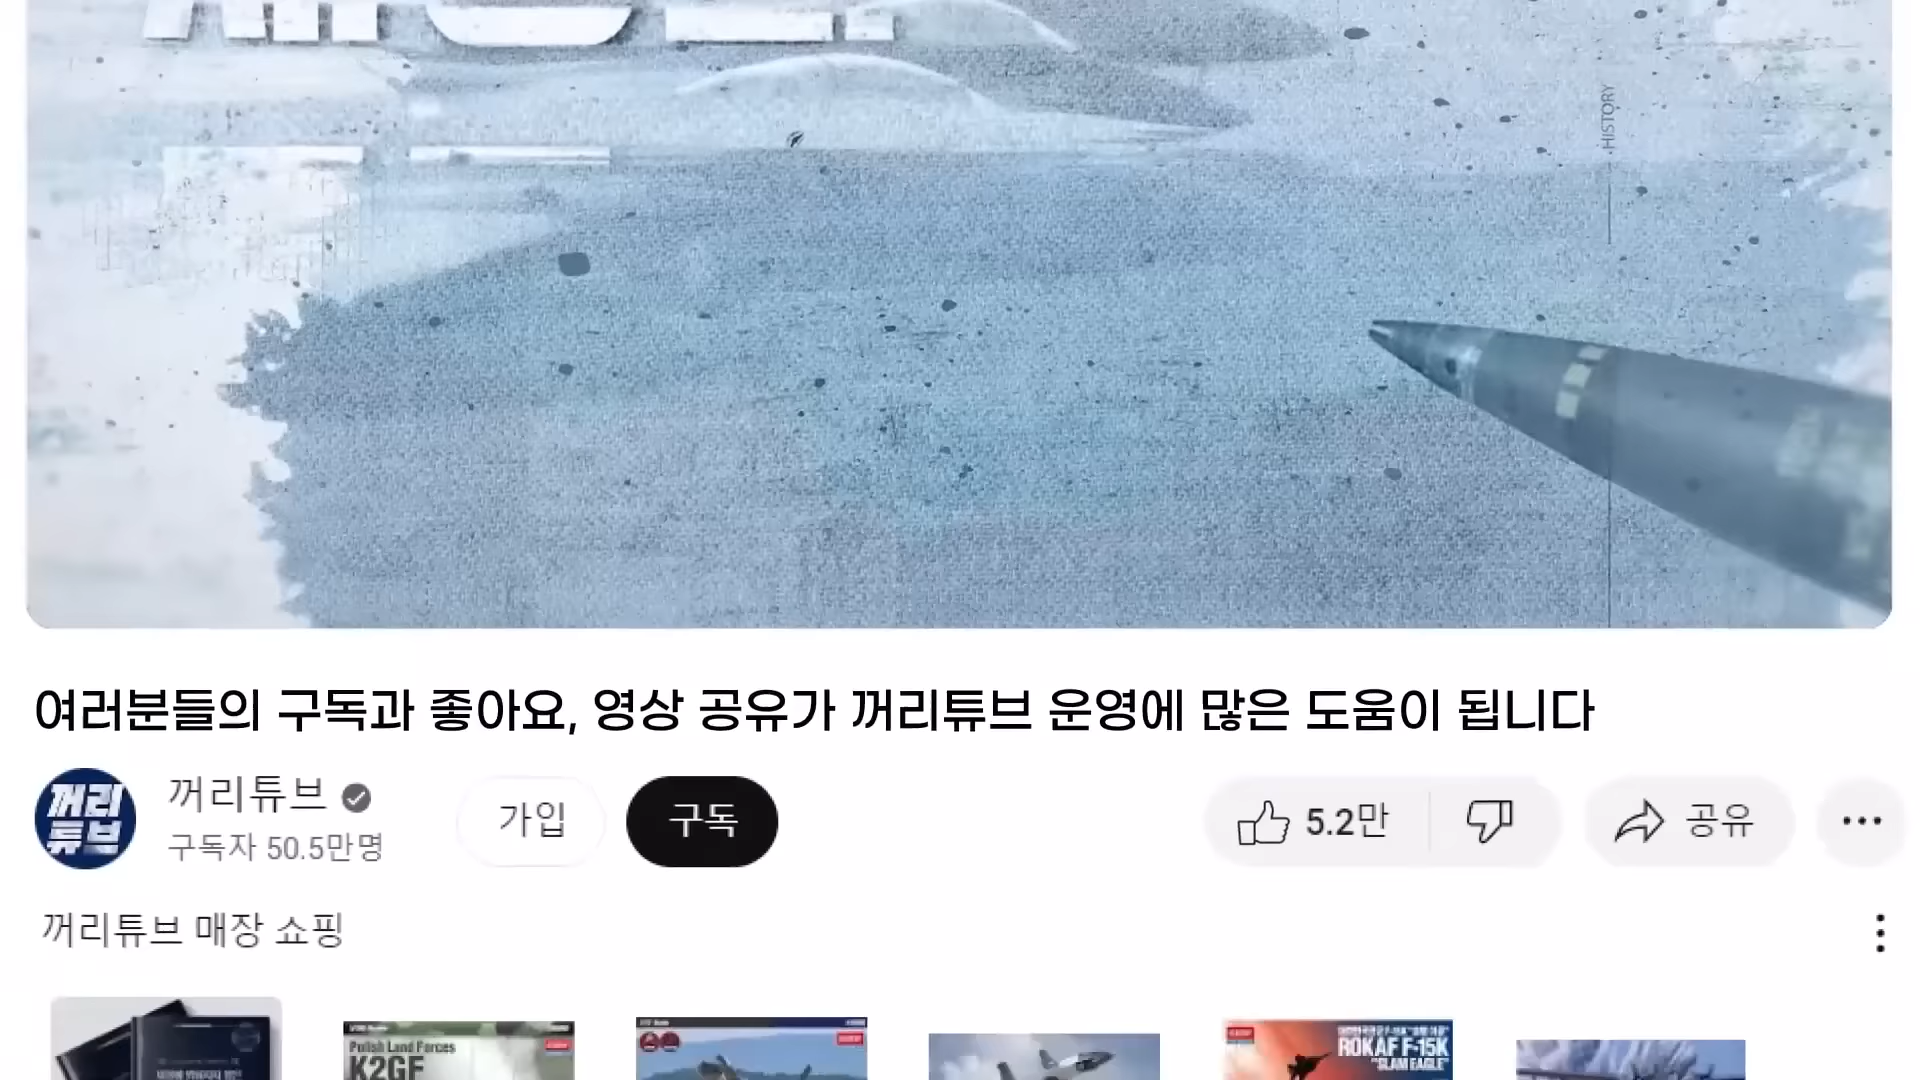 HISTORY
여러분들의 구독과 좋아요, 영상 공유가 꺼리튜브 운영에 많은 도움이 됩니다
꺼리튜브
꺼리튜브
구독자 50.5만명
가입
구독
5.2만
공유
꺼리튜브 매장 쇼핑
Polish Land Forces
K2GF
ROKAF F-15K
"SLAM EAGLE"